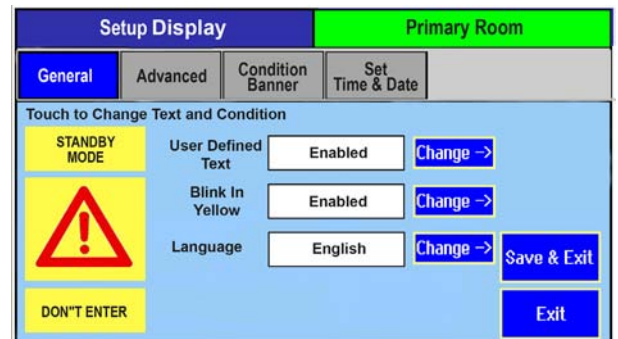 Setup Display
Primary Room
General
Advanced
Condition
Banner
Set
Time & Date
Touch to Change Text and Condition
STANDBY
MODE
User Defined
Text
Enabled
Change ->
Blink In
Yellow
Enabled
Change ->
Language
English
Change ->
Save & Exit
DON"T ENTER
Exit